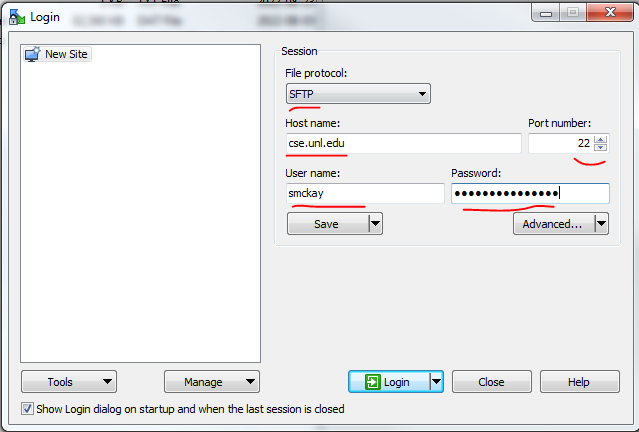 Login
New Site
Session
File protocol:
SFTP
Host name:
Port number:
cse.unl.edu
22
User name:
Password:
smckay
●●●●●●●●●●●●●●●
Save
Advanced...
Tools
Manage
Login
Close
Help
Show Login dialog on startup and when the last session is closed